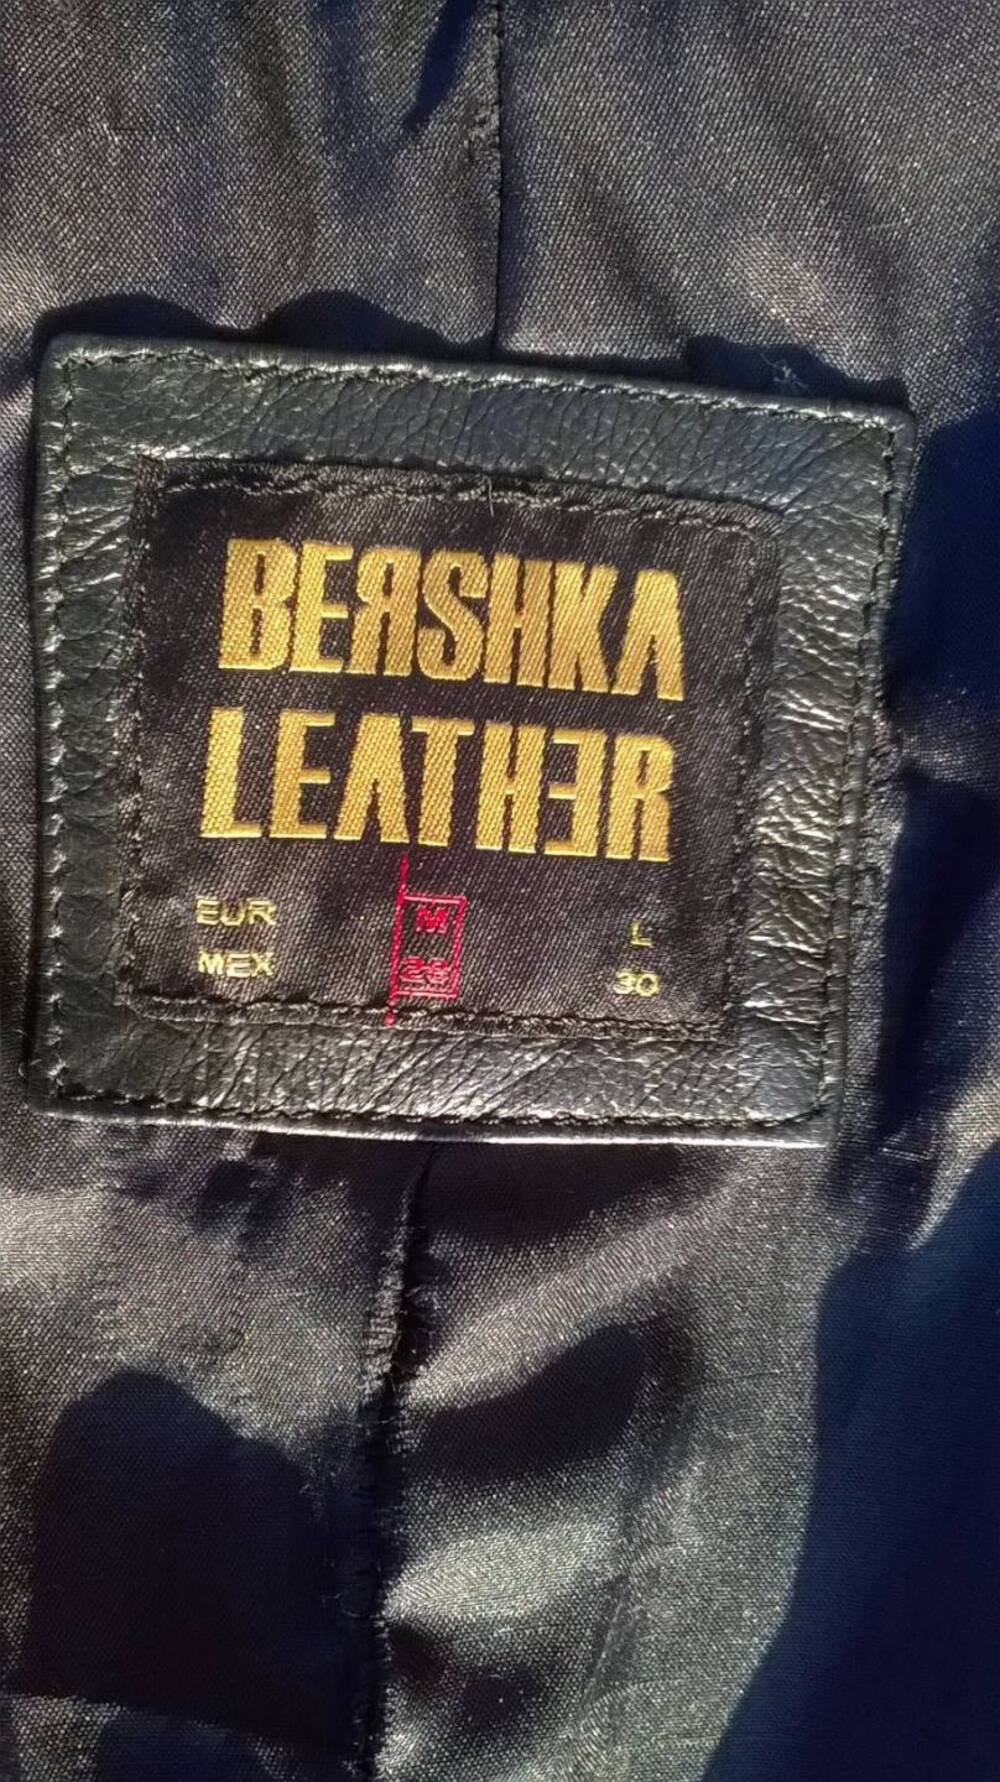 BERSHKA
LEATHER
EUR M L
MEX 28 30